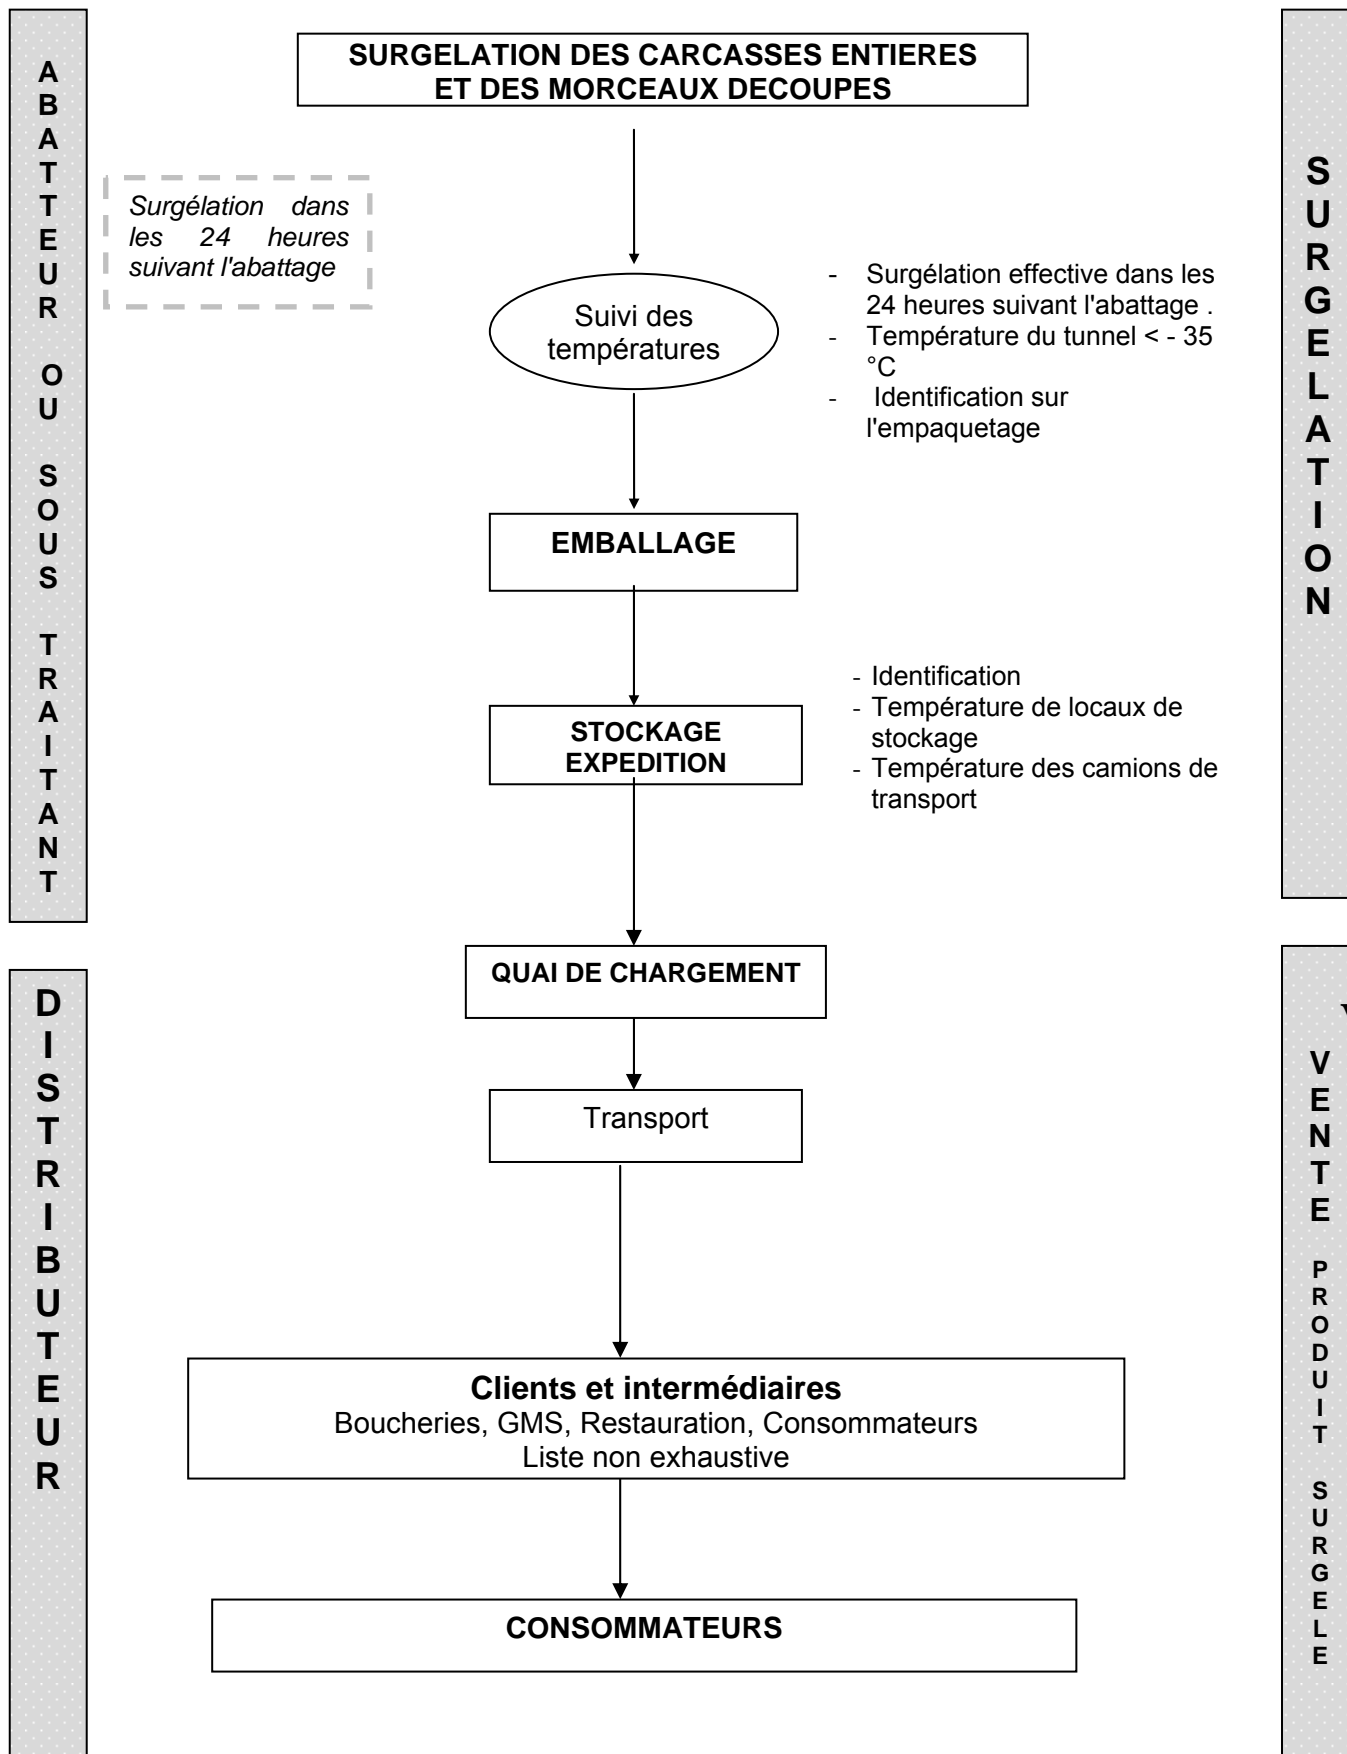 ABATTEUR OU SOUS TRAITANT
SURGELATION DES CARCASSES ENTIERES
ET DES MORCEAUX DECOUPES
Surgélation dans
les 24 heures
suivant l'abattage
Suivi des
températures
- Surgélation effective dans les
24 heures suivant l'abattage .
- Température du tunnel < - 35
°C
- Identification sur
l'empaquetage
EMBALLAGE
STOCKAGE
EXPEDITION
- Identification
- Température de locaux de
stockage
- Température des camions de
transport
SURGELATION
DISTRIBUTEUR
QUAI DE CHARGEMENT
Transport
Clients et intermédiaires
Boucheries, GMS, Restauration, Consommateurs
Liste non exhaustive
CONSOMMATEURS
VENTE PRODUIT SURGELE